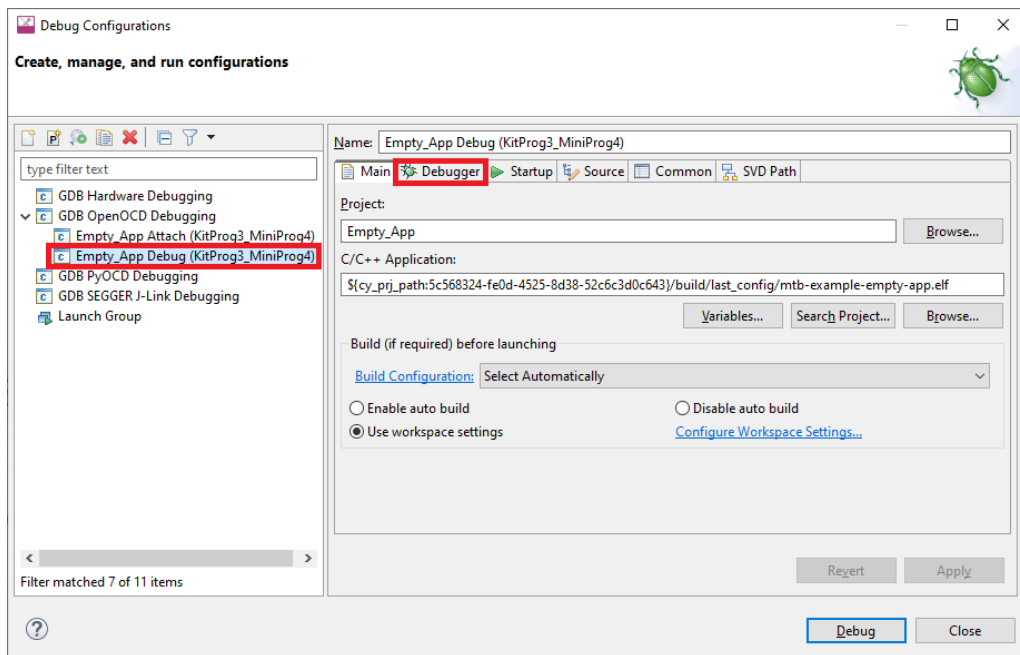 Debug Configurations
Create, manage, and run configurations
type filter text
GDB Hardware Debugging
GDB OpenOCD Debugging
Empty_App Attach (KitProg3_MiniProg4)
Empty_App Debug (KitProg3_MiniProg4)
GDB PyOCD Debugging
GDB SEGGER J-Link Debugging
Launch Group
Filter matched 7 of 11 items
Name: Empty_App Debug (KitProg3_MiniProg4)
Main Debugger Startup Source Common SVD Path
Project:
Empty_App Browse...
C/C++ Application:
${cy_prj_path:5c568324-fe0d-4525-8d38-52c6c3d0c643}/build/last_config/mtb-example-empty-app.elf
Variables... Search Project... Browse...
Build (if required) before launching
Build Configuration: Select Automatically
Enable auto build Disable auto build
Use workspace settings Configure Workspace Settings...
Revert Apply
Debug Close